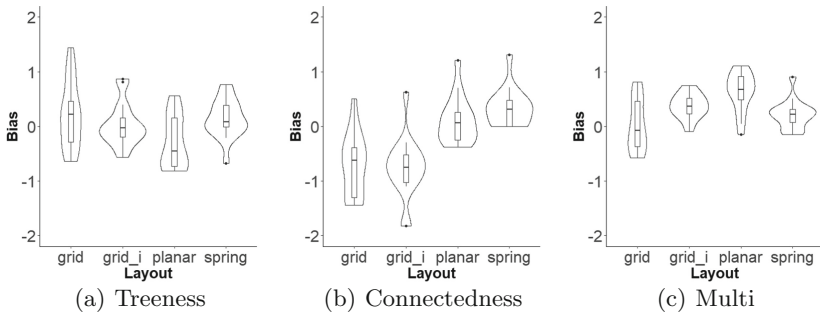 2
1
0
-1
-2
Bias
grid grid_i planar spring
Layout
(a) Treeness
2
1
0
-1
-2
Bias
grid grid_i planar spring
Layout
(b) Connectedness
2
1
0
-1
-2
Bias
grid grid_i planar spring
Layout
(c) Multi